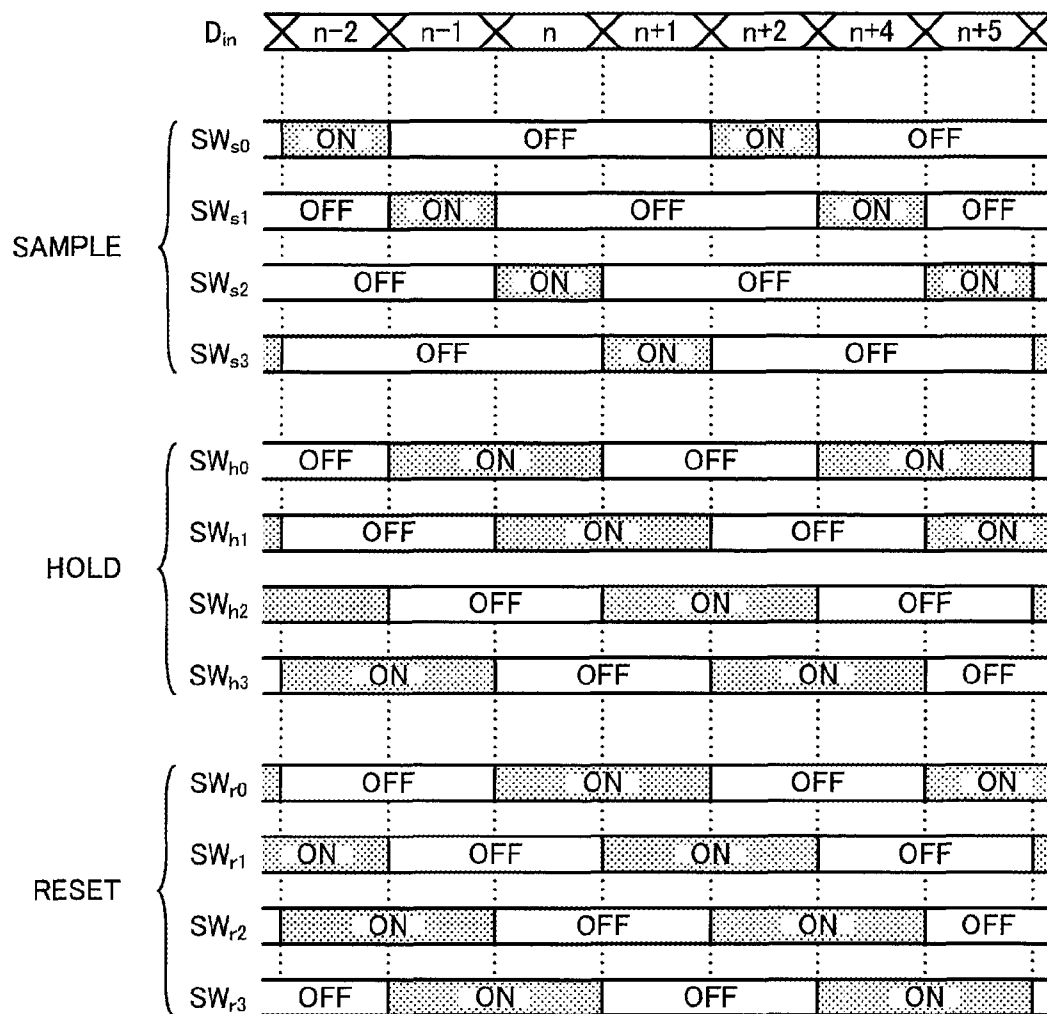 Din n-2 n-1 n n+1 n+2 n+4 n+5
SAMPLE
SWs0 ON OFF ON OFF
SWs1 OFF ON OFF ON OFF
SWs2 OFF ON OFF ON
SWs3 OFF ON OFF
HOLD
SWh0 OFF ON OFF ON
SWh1 OFF ON OFF ON
SWh2 OFF ON OFF
SWh3 ON OFF ON OFF
RESET
SWr0 OFF ON OFF ON
SWr1 ON OFF ON OFF
SWr2 ON OFF ON OFF
SWr3 OFF ON OFF ON